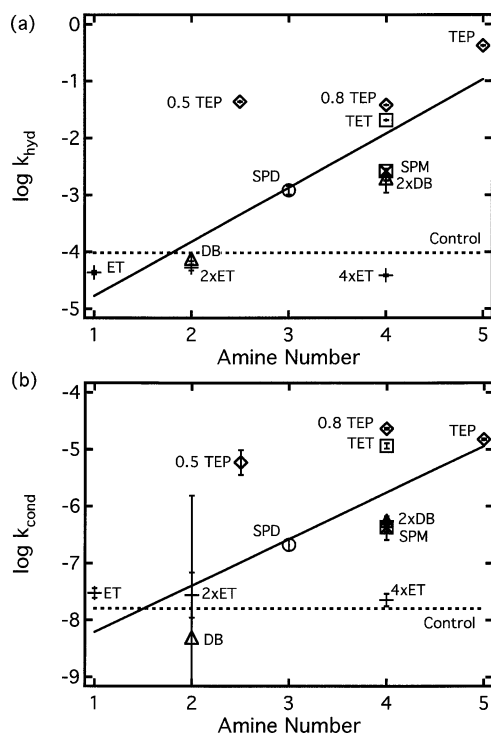 (a)
0
-1
-2
-3
-4
-5
log k_hyd
TEP
0.5 TEP
0.8 TEP
TET
SPD
SPM
2xDB
Control
DB
ET
2xET
4xET
1 2 3 4 5
Amine Number
(b)
-4
-5
-6
-7
-8
-9
log k_cond
0.8 TEP
TEP
TET
0.5 TEP
2xDB
SPM
SPD
ET
2xET
4xET
DB
Control
1 2 3 4 5
Amine Number